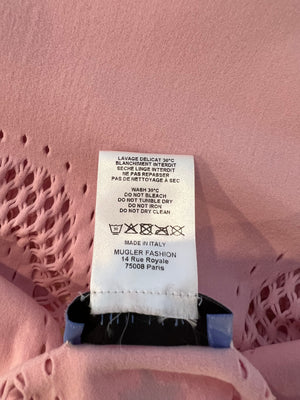 LAVAGE DELICAT 30°C
BLANCHMENT INTERDIT
SECHE LINGE INTERDIT
NE PAS REPASSER
PAS DE NETTOYAGE A SEC
WASH 30°C
DO NOT BLEACH
DO NOT TUMBLE DRY
DO NOT IRON
DO NOT DRY CLEAN
MADE IN ITALY
MUGLER FASHION
14 Rue Royale
75008 Paris